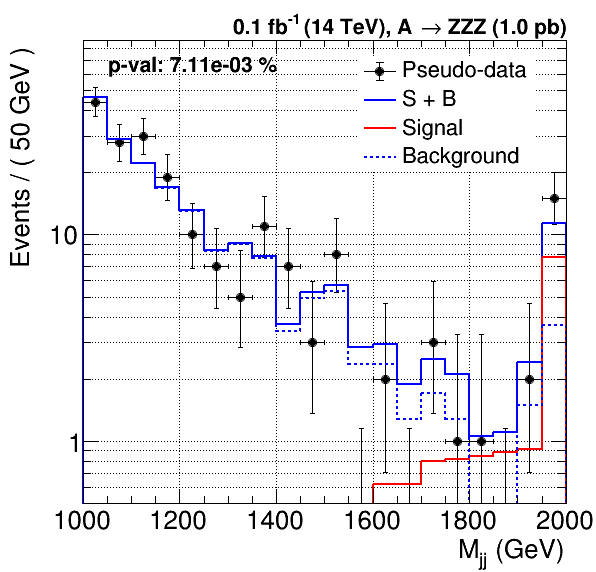 0.1 fb⁻¹ (14 TeV), A → ZZZ (1.0 pb)
p-val: 7.11e-03 %
Pseudo-data
S + B
Signal
Background
Events / ( 50 GeV )
10
1
1000 1200 1400 1600 1800 2000
Mjj (GeV)